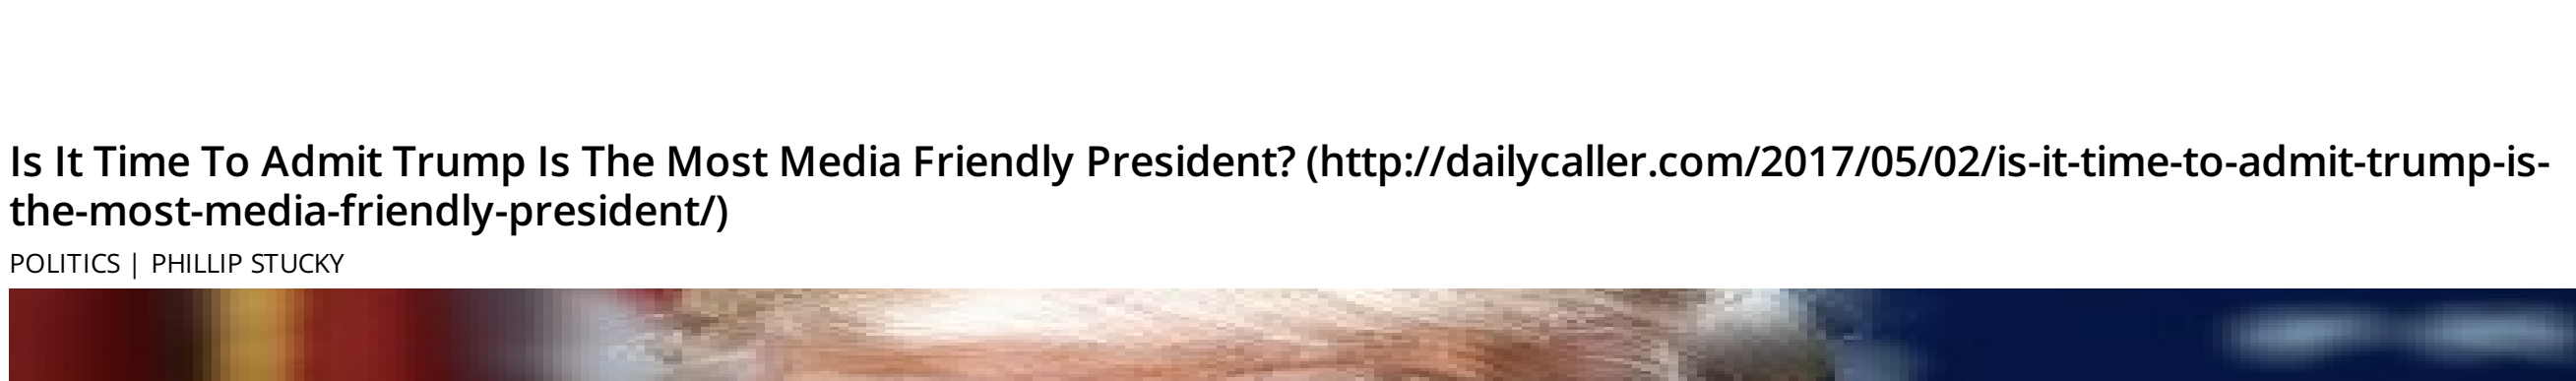 Is It Time To Admit Trump Is The Most Media Friendly President? (http://dailycaller.com/2017/05/02/is-it-time-to-admit-trump-is-
the-most-media-friendly-president/)
POLITICS | PHILLIP STUCKY